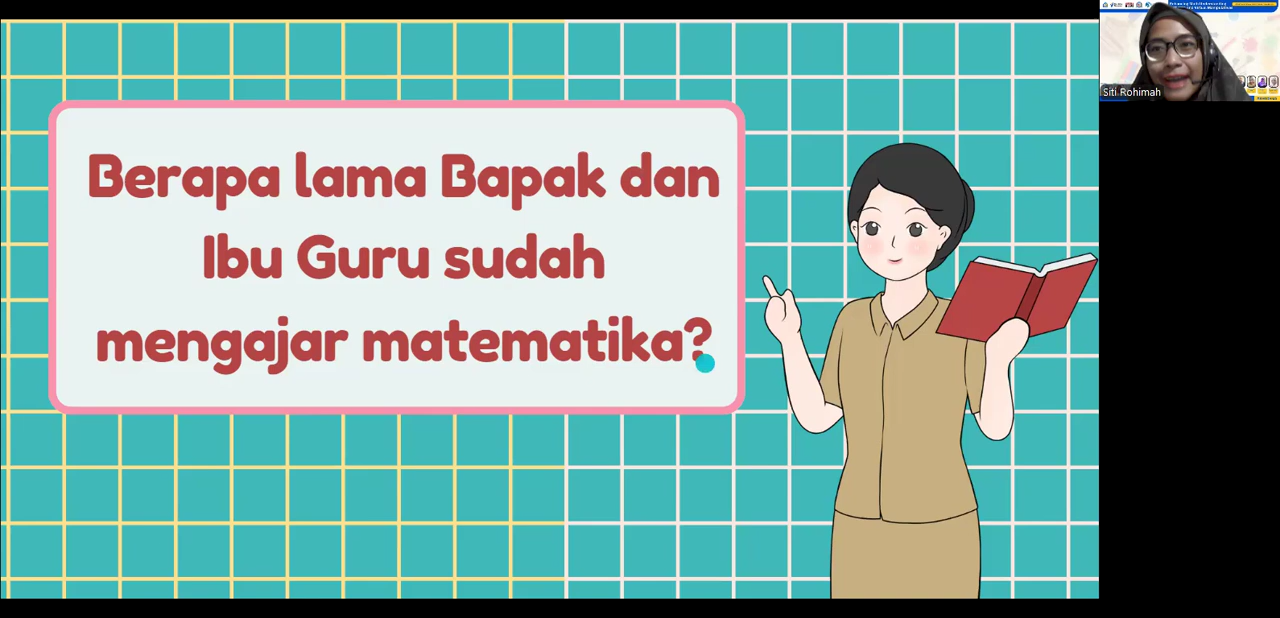 Berapa lama Bapak dan
Ibu Guru sudah
mengajar matematika?
Siti Rohimah